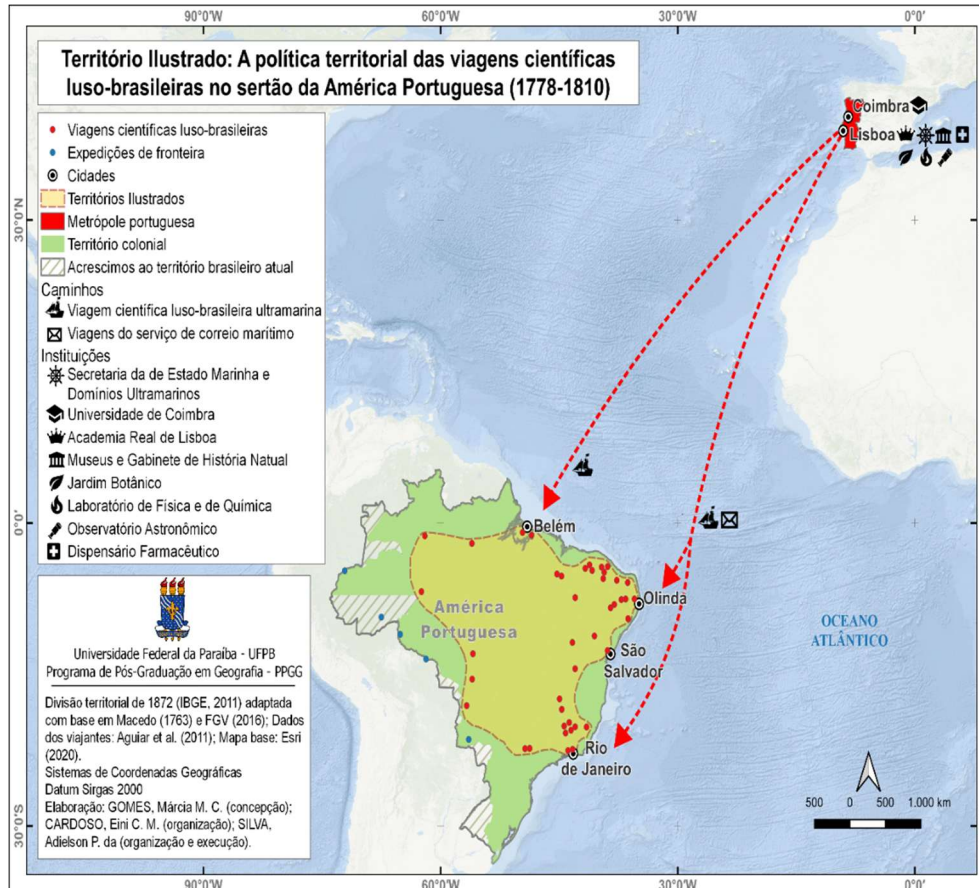 90°0'O
60°0'O
30°0'O
0°0'
Território Ilustrado: A política territorial das viagens científicas
luso-brasileiras no sertão da América Portuguesa (1778-1810)
Viagens científicas luso-brasileiras
Expedições de fronteira
Cidades
Territórios Ilustrados
Metrópole portuguesa
Território colonial
Acrescimos ao território brasileiro atual
Caminhos
Viagem científica luso-brasileira ultramarina
Viagens do serviço de correio marítimo
Instituições
Secretaria da de Estado Marinha e
Domínios Ultramarinos
Universidade de Coimbra
Academia Real de Lisboa
Museus e Gabinete de História Natual
Jardim Botânico
Laboratório de Física e de Química
Observatório Astronômico
Dispensário Farmacêutico
Coimbra
Lisboa
30°0'N
0°0'
30°0'S
Belém
Olinda
São
Salvador
Rio
de Janeiro
América
Portuguesa
OCEANO
ATLÂNTICO
Universidade Federal da Paraíba - UFPB
Programa de Pós-Graduação em Geografia - PPGG
Divisão territorial de 1872 (IBGE, 2011) adaptada
com base em Macedo (1763) e FGV (2016); Dados
dos viajantes: Aguiar et al. (2011); Mapa base: Esri
(2020).
Sistemas de Coordenadas Geográficas
Datum Sirgas 2000
Elaboração: GOMES, Márcia M. C. (concepção);
CARDOSO, Eini C. M. (organização); SILVA,
Adielson P. da (organização e execução).
500 0 500 1.000 km
90°0'O
60°0'O
30°0'O
0°0'